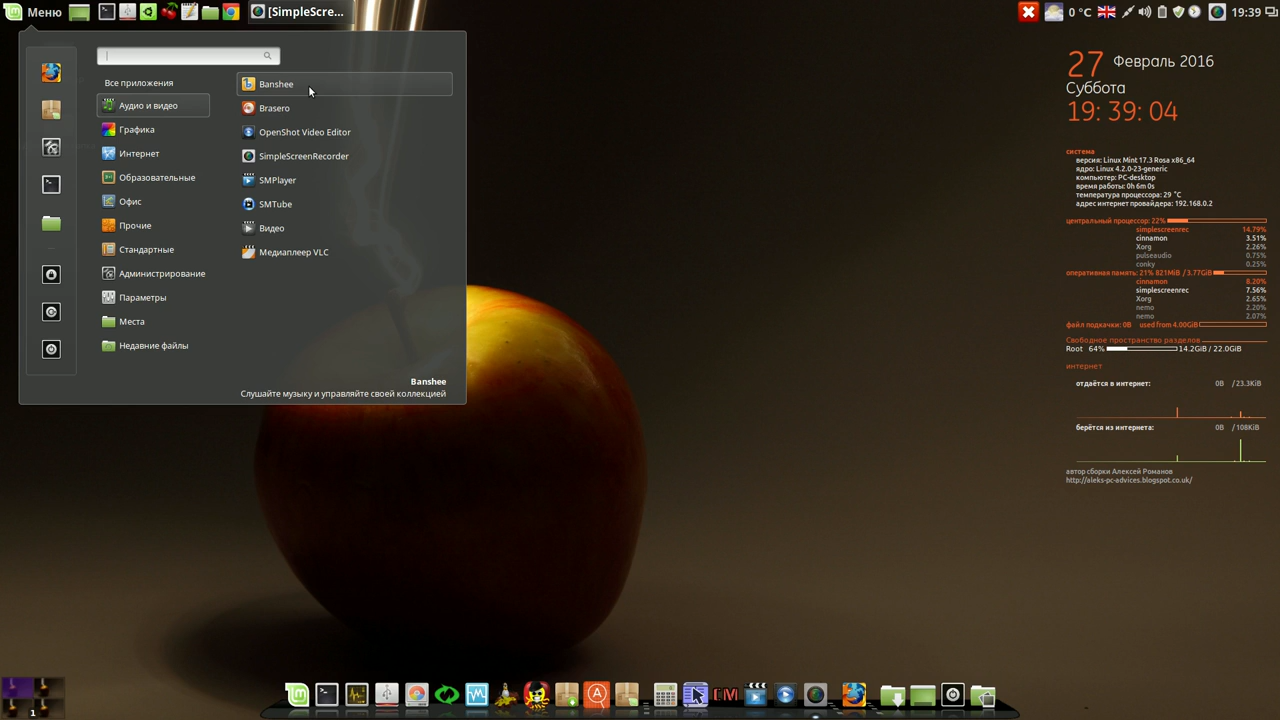 Меню
[SimpleScre...
0 °C
19:39
Все приложения
Аудио и видео
Графика
Интернет
Образовательные
Офис
Прочие
Стандартные
Администрирование
Параметры
Места
Недавние файлы
Banshee
Brasero
OpenShot Video Editor
SimpleScreenRecorder
SMPlayer
SMTube
Видео
Медиаплеер VLC
Banshee
Слушайте музыку и управляйте своей коллекцией
27 Февраль 2016
Суббота
19: 39: 04
система
версия: Linux Mint 17.3 Rosa x86_64
ядро: Linux 4.2.0-23-generic
компьютер: PC-desktop
время работы: 0h 6m 0s
температура процессора: 29 °C
адрес интернет провайдера: 192.168.0.2
центральный процессор: 22%
simplescreenrec 14.79%
cinnamon 3.51%
Xorg 2.26%
pulseaudio 0.75%
conky 0.25%
оперативная память: 21% 821MiB /3.77GiB
cinnamon 8.20%
simplescreenrec 7.56%
Xorg 2.65%
nemo 2.20%
nemo 2.07%
файл подкачки: 0B used from 4.00GiB
Свободное пространство разделов
Root 64% 14.2GiB / 22.0GiB
интернет
отдаётся в интернет: 0B /23.3KiB
берётся из интернета: 0B /108KiB
автор сборки Алексей Романов
http://aleks-pc-advices.blogspot.co.uk/
1